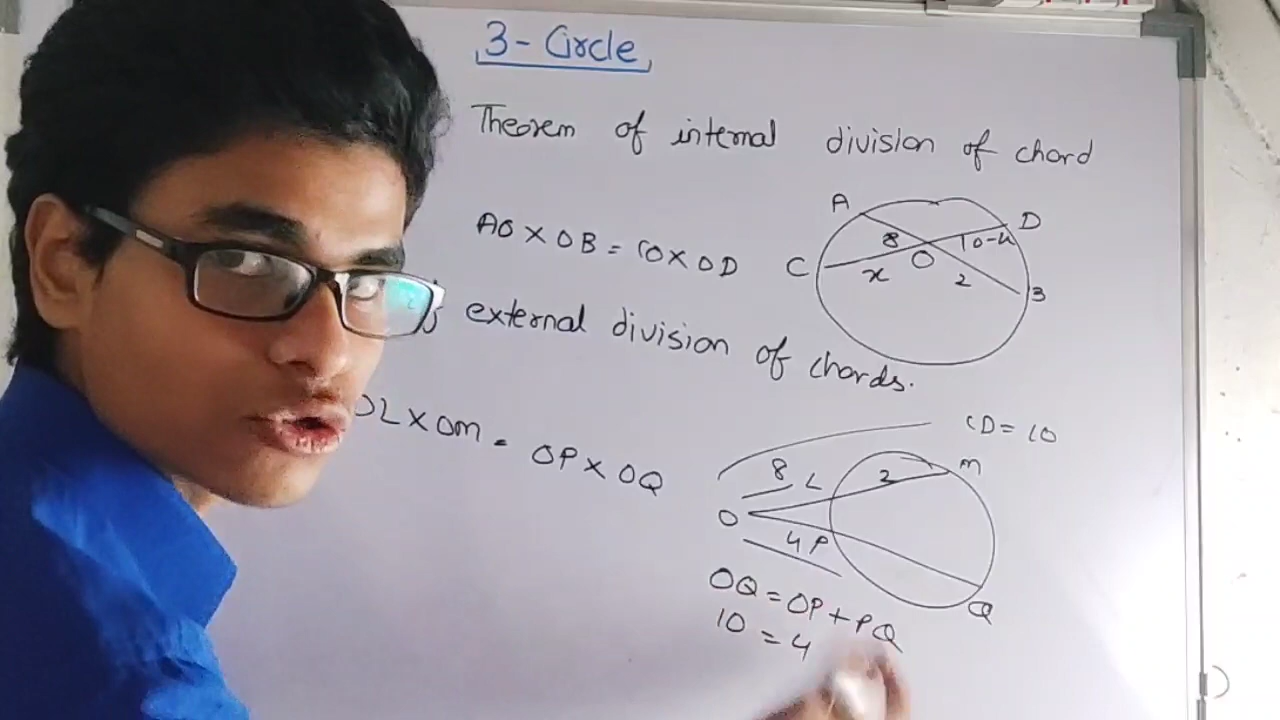 3- Circle
Theorem of internal division of chord
AO × OB = CO × OD
A
D
8
10-x
C
O
x
2
B
external division of chords.
OL × OM = OP × OQ
CD = 10
8
L
2
M
O
4
P
Q
OQ = OP + PQ
10 = 4